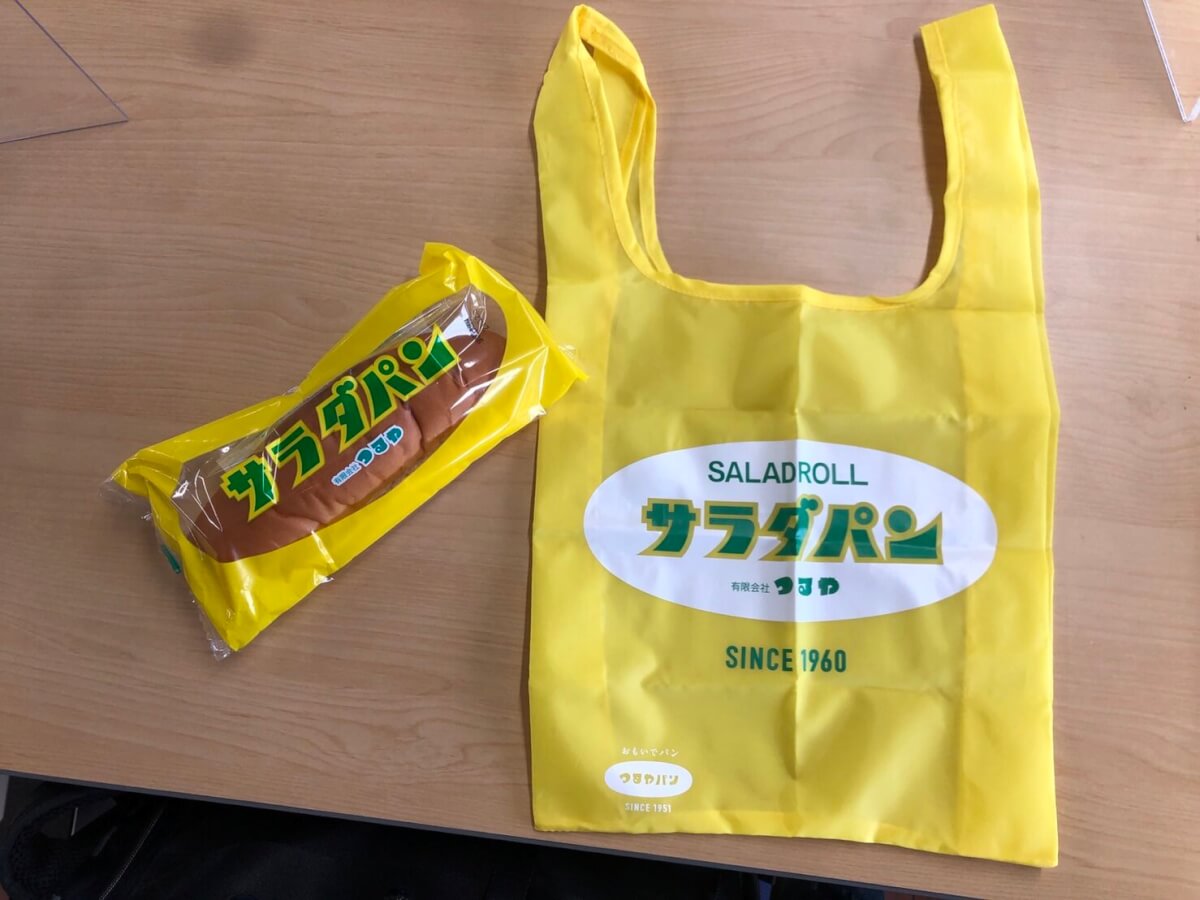 サラダパン
有限会社 つるや
SALADROLL
サラダパン
有限会社 つるや
SINCE 1960
おもいでパン
つるやパン
SINCE 1951